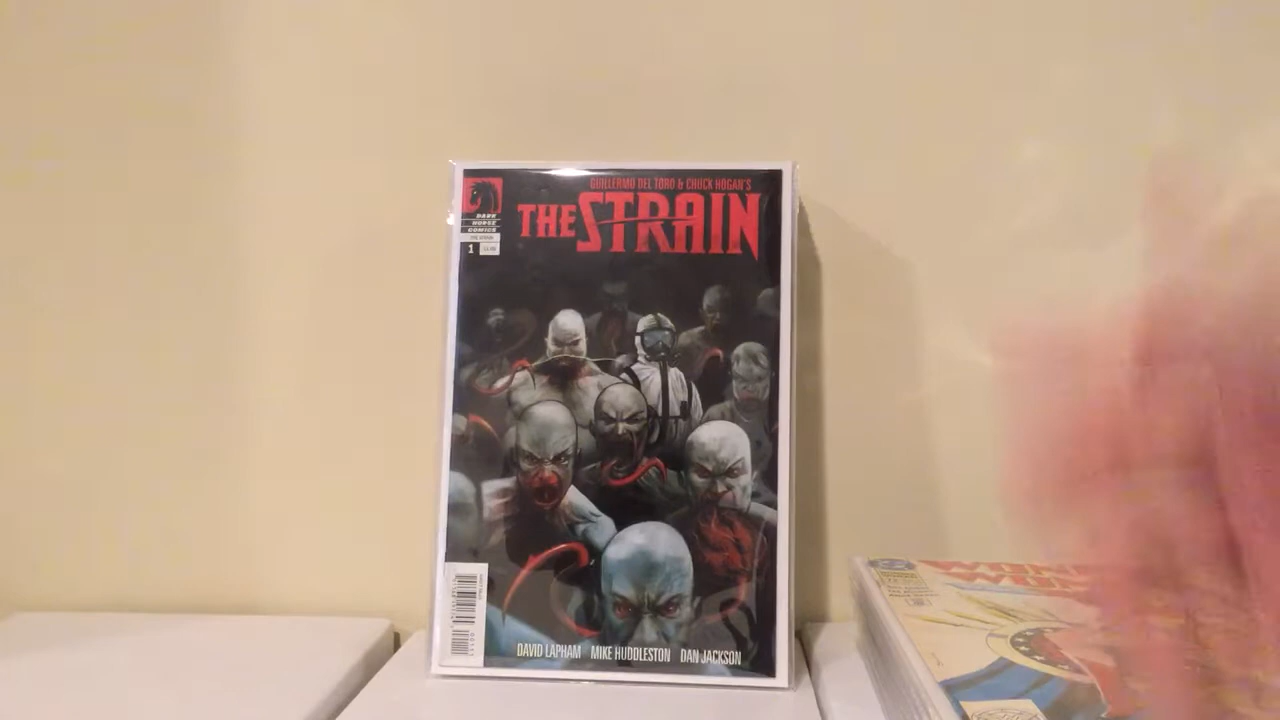 GUILLERMO DEL TORO & CHUCK HOGAN'S
THE STRAIN
DARK
HORSE
COMICS
1
DAVID LAPHAM MIKE HUDDLESTON DAN JACKSON